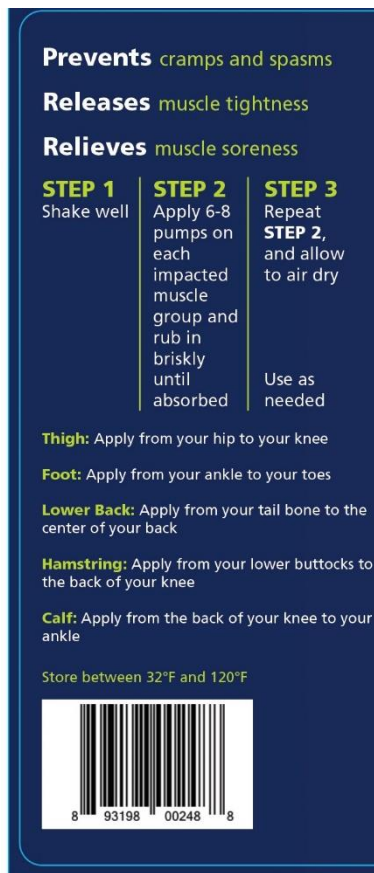 Prevents cramps and spasms
Releases muscle tightness
Relieves muscle soreness
STEP 1
Shake well
STEP 2
Apply 6-8
pumps on
each
impacted
muscle
group and
rub in
briskly
until
absorbed
STEP 3
Repeat
STEP 2,
and allow
to air dry
Use as
needed
Thigh: Apply from your hip to your knee
Foot: Apply from your ankle to your toes
Lower Back: Apply from your tail bone to the
center of your back
Hamstring: Apply from your lower buttocks to
the back of your knee
Calf: Apply from the back of your knee to your
ankle
Store between 32°F and 120°F
8 93198 00248 8